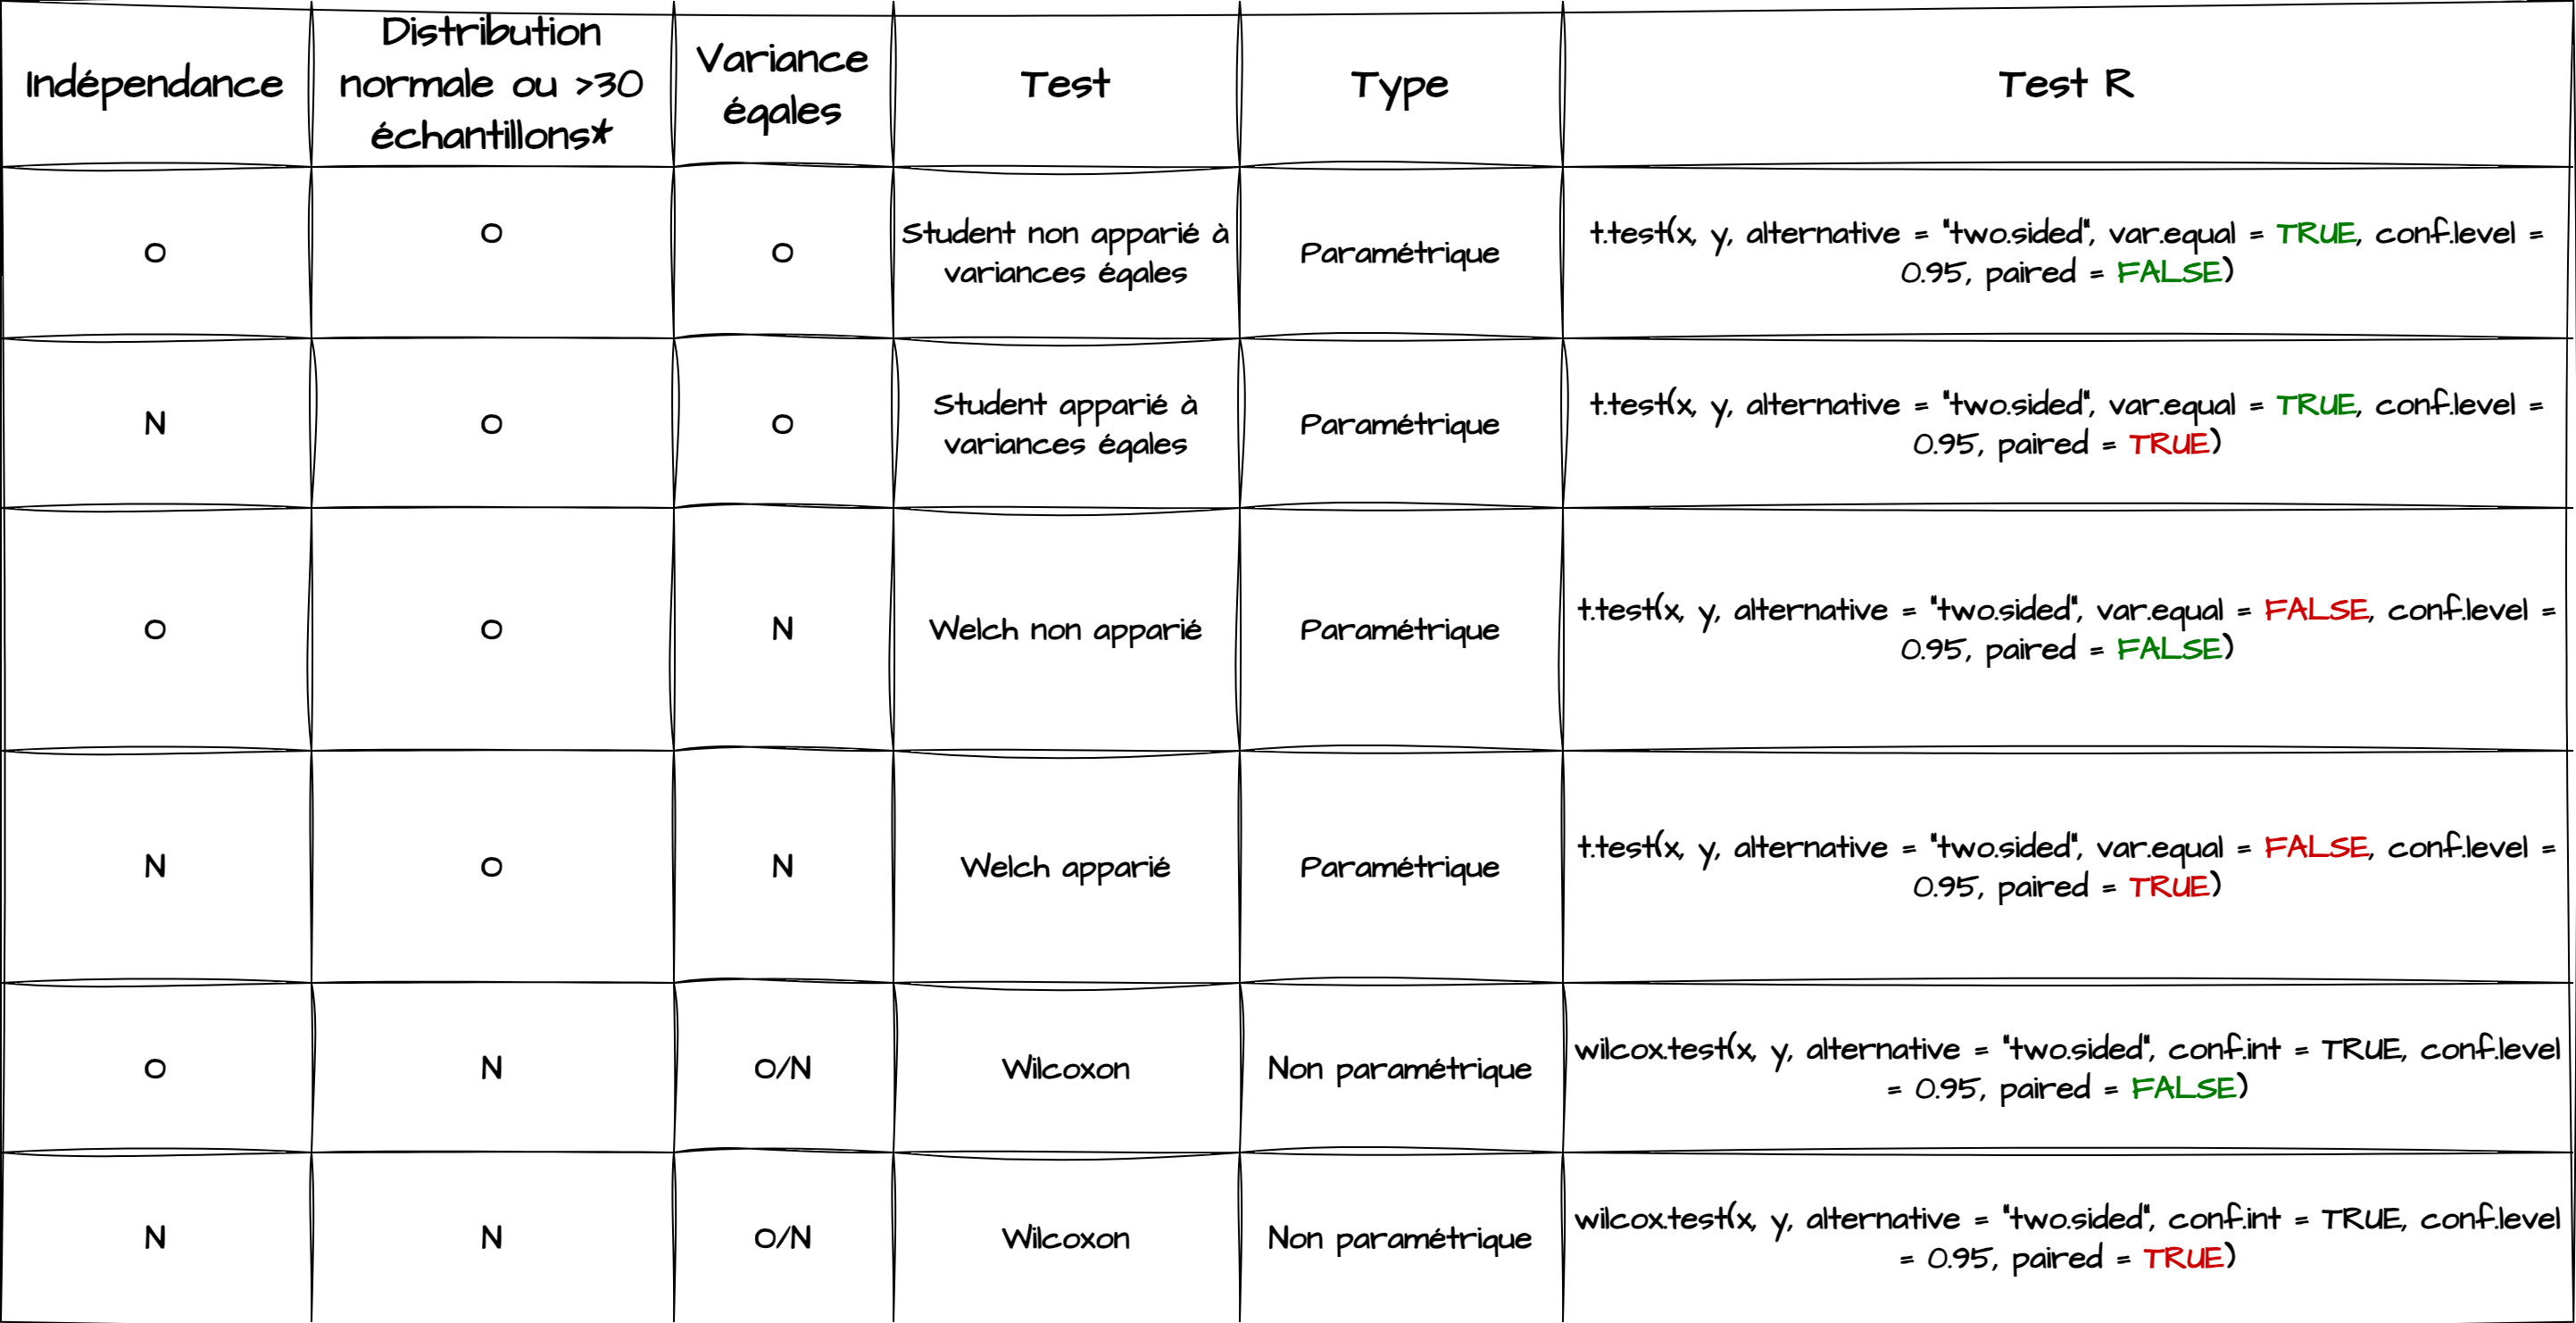 Indépendance
Distribution
normale ou >30
échantillons*
Variance
égales
Test
Type
Test R
O
O
O
Student non apparié à
variances égales
Paramétrique
t.test(x, y, alternative = "two.sided", var.equal = TRUE, conf.level =
0.95, paired = FALSE)
N
O
O
Student apparié à
variances égales
Paramétrique
t.test(x, y, alternative = "two.sided", var.equal = TRUE, conf.level =
0.95, paired = TRUE)
O
O
N
Welch non apparié
Paramétrique
t.test(x, y, alternative = "two.sided", var.equal = FALSE, conf.level =
0.95, paired = FALSE)
N
O
N
Welch apparié
Paramétrique
t.test(x, y, alternative = "two.sided", var.equal = FALSE, conf.level =
0.95, paired = TRUE)
O
N
O/N
Wilcoxon
Non paramétrique
wilcox.test(x, y, alternative = "two.sided", conf.int = TRUE, conf.level
= 0.95, paired = FALSE)
N
N
O/N
Wilcoxon
Non paramétrique
wilcox.test(x, y, alternative = "two.sided", conf.int = TRUE, conf.level
= 0.95, paired = TRUE)